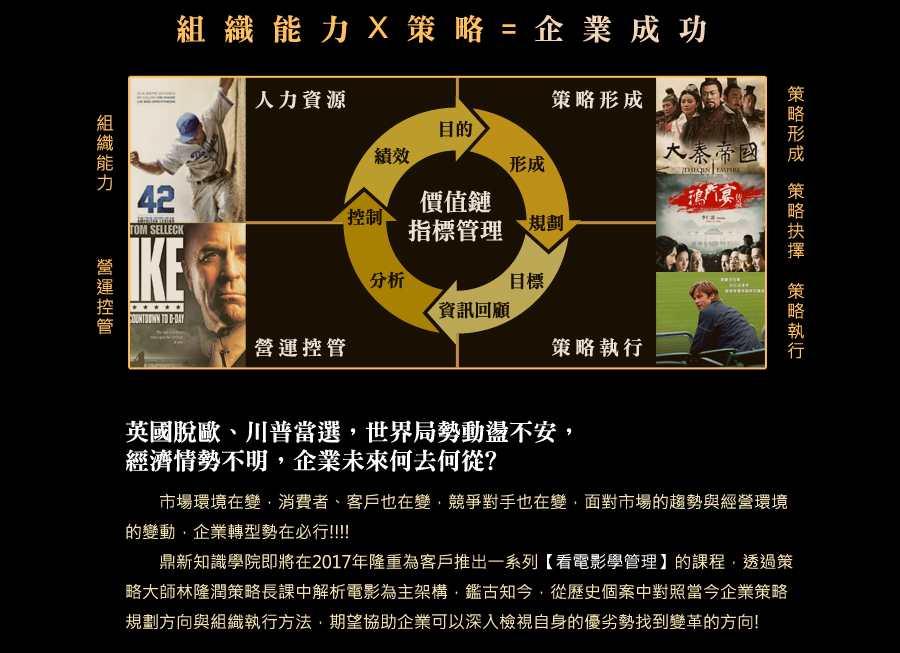 組織能力X策略=企業成功
組織能力
營運控管
42
TOM SELLECK
IKE
COUNTDOWN TO D-DAY
人力資源
策略形成
目的
績效
形成
價值鏈
指標管理
控制
規劃
分析
目標
資訊回顧
營運控管
策略執行
大秦帝國
THE QIN EMPIRE
鴻門宴
傳奇
策略形成
策略抉擇
策略執行
英國脫歐、川普當選，世界局勢動盪不安，
經濟情勢不明，企業未來何去何從?
市場環境在變，消費者、客戶也在變，競爭對手也在變，面對市場的趨勢與經營環境
的變動，企業轉型勢在必行!!!!
鼎新知識學院即將在2017年隆重為客戶推出一系列【看電影學管理】的課程，透過策
略大師林隆潤策略長課中解析電影為主架構，鑑古知今，從歷史個案中對照當今企業策略
規劃方向與組織執行方法，期望協助企業可以深入檢視自身的優劣勢找到變革的方向!